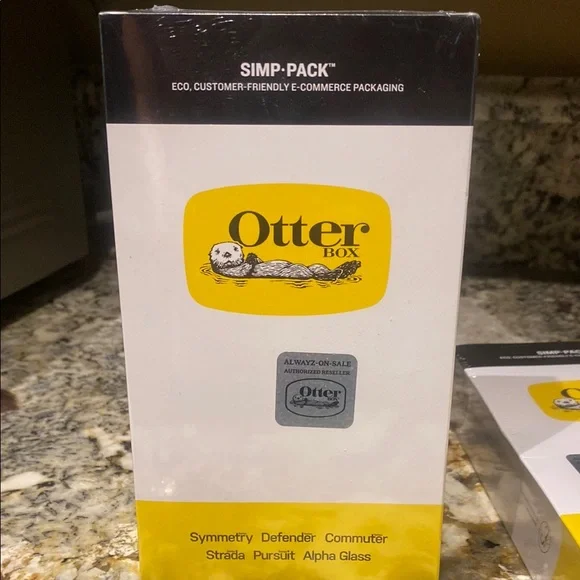 SIMP·PACK™
ECO, CUSTOMER-FRIENDLY E-COMMERCE PACKAGING
Otter
BOX
ALWAYZ-ON-SALE
AUTHORIZED RESELLER
Otter
BOX
Symmetry Defender Commuter
Strada Pursuit Alpha Glass
SIMP·PACK